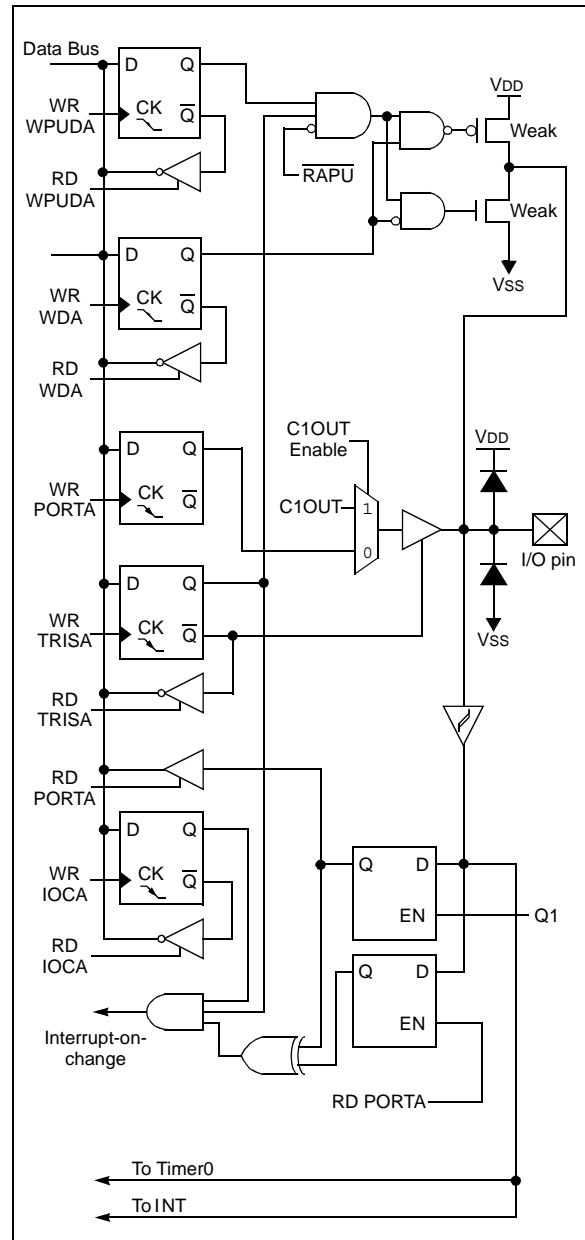 Data Bus
D Q
VDD
WR
WPUDA
CK
Q
Weak
RD
WPUDA
RAPU
Weak
VSS
D Q
WR
WDA
CK
Q
RD
WDA
C1OUT
Enable
VDD
D Q
WR
PORTA
CK
Q
C1OUT
1
0
I/O pin
VSS
D Q
WR
TRISA
CK
Q
RD
TRISA
RD
PORTA
D Q
WR
IOCA
CK
Q
Q D
EN
Q1
RD
IOCA
Q D
EN
Interrupt-on-
change
RD PORTA
To Timer0
To INT